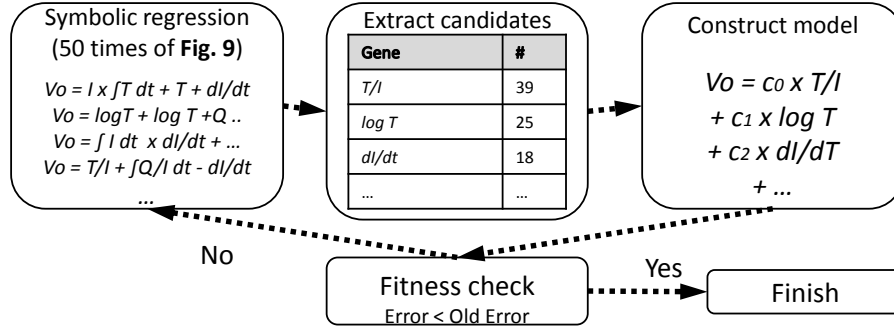 Symbolic regression
(50 times of Fig. 9)
Vo = I x ∫T dt + T + dI/dt
Vo = logT + log T +Q ..
Vo = ∫ I dt x dI/dt + ...
Vo = T/I + ∫Q/I dt - dI/dt
...
Extract candidates
Gene #
T/I 39
log T 25
dI/dt 18
... ...
Construct model
Vo = c0 x T/I
+ c1 x log T
+ c2 x dI/dT
+ ...
No
Fitness check
Error < Old Error
Yes
Finish